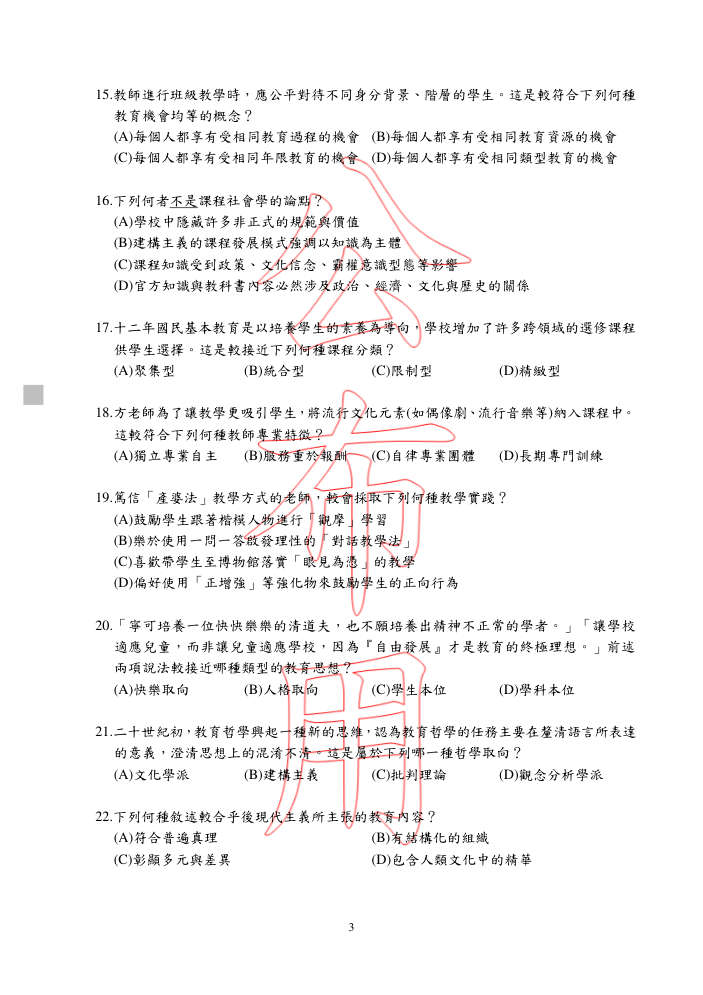 15.教師進行班級教學時，應公平對待不同身分背景、階層的學生。這是較符合下列何種
教育機會均等的概念？
(A)每個人都享有受相同教育過程的機會 (B)每個人都享有受相同教育資源的機會
(C)每個人都享有受相同年限教育的機會 (D)每個人都享有受相同類型教育的機會
16.下列何者不是課程社會學的論點？
(A)學校中隱藏許多非正式的規範與價值
(B)建構主義的課程發展模式強調以知識為主體
(C)課程知識受到政策、文化信念、霸權意識型態等影響
(D)官方知識與教科書內容必然涉及政治、經濟、文化與歷史的關係
17.十二年國民基本教育是以培養學生的素養為導向，學校增加了許多跨領域的選修課程
供學生選擇。這是較接近下列何種課程分類？
(A)聚集型 (B)統合型 (C)限制型 (D)精緻型
18.方老師為了讓教學更吸引學生，將流行文化元素(如偶像劇、流行音樂等)納入課程中。
這較符合下列何種教師專業特徵？
(A)獨立專業自主 (B)服務重於報酬 (C)自律專業團體 (D)長期專門訓練
19.篤信「產婆法」教學方式的老師，較會採取下列何種教學實踐？
(A)鼓勵學生跟著楷模人物進行「觀摩」學習
(B)樂於使用一問一答啟發理性的「對話教學法」
(C)喜歡帶學生至博物館落實「眼見為憑」的教學
(D)偏好使用「正增強」等強化物來鼓勵學生的正向行為
20.「寧可培養一位快快樂樂的清道夫，也不願培養出精神不正常的學者。」「讓學校
適應兒童，而非讓兒童適應學校，因為『自由發展』才是教育的終極理想。」前述
兩項說法較接近哪種類型的教育思想？
(A)快樂取向 (B)人格取向 (C)學生本位 (D)學科本位
21.二十世紀初，教育哲學興起一種新的思維，認為教育哲學的任務主要在釐清語言所表達
的意義，澄清思想上的混淆不清。這是屬於下列哪一種哲學取向？
(A)文化學派 (B)建構主義 (C)批判理論 (D)觀念分析學派
22.下列何種敘述較合乎後現代主義所主張的教育內容？
(A)符合普遍真理 (B)有結構化的組織
(C)彰顯多元與差異 (D)包含人類文化中的精華
公布用
3